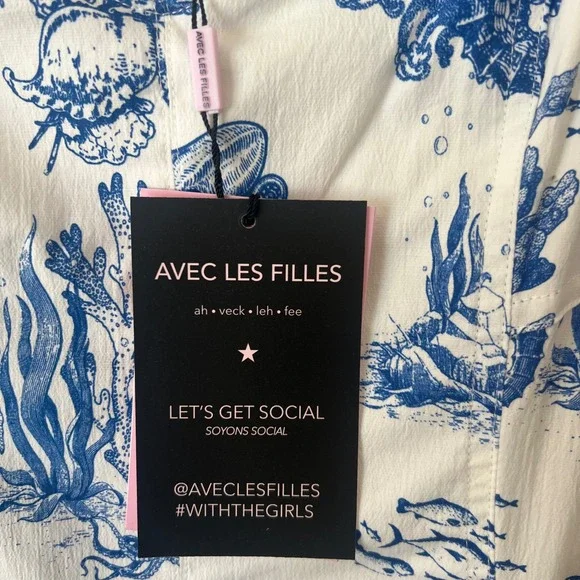 AVEC LES FILLES
AVEC LES FILLES
ah • veck • leh • fee
LET'S GET SOCIAL
SOYONS SOCIAL
@AVECLESFILLES
#WITHTHEGIRLS